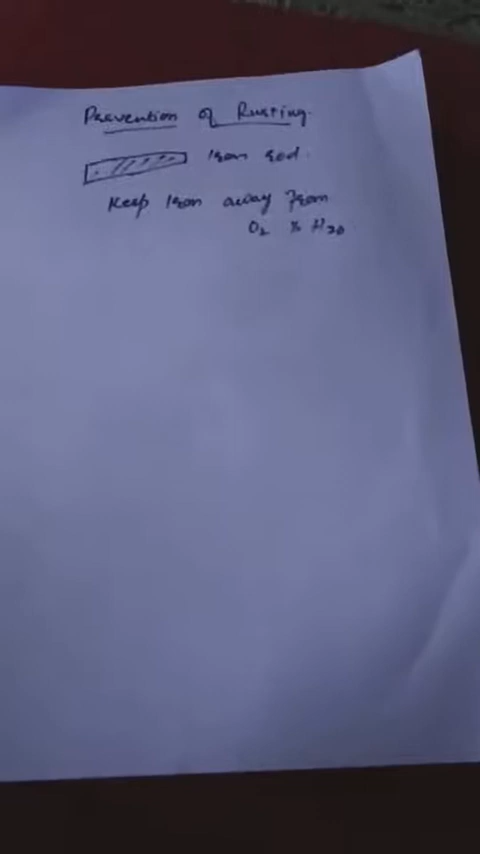 Prevention of Rusting.
Iron rod.
Keep Iron away from
O₂ & H₂O